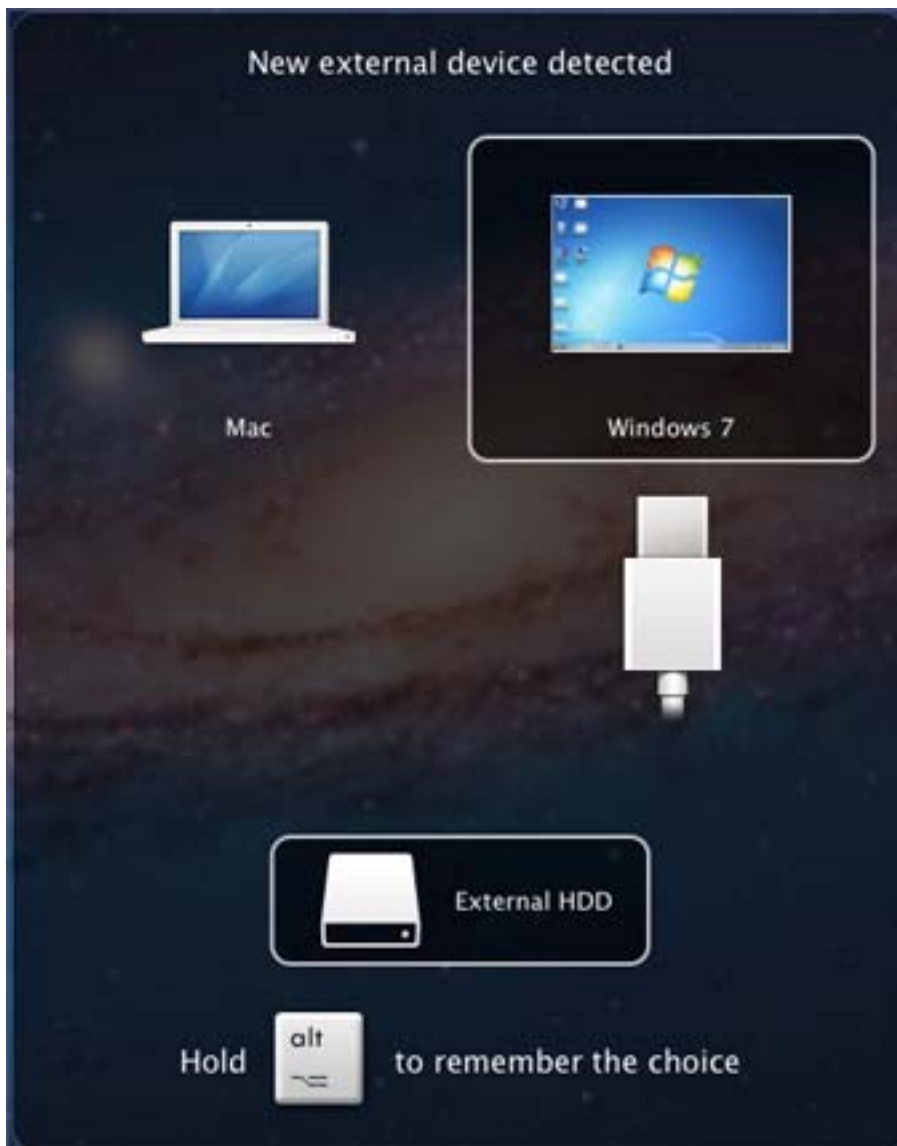 New external device detected
Mac
Windows 7
External HDD
Hold alt to remember the choice